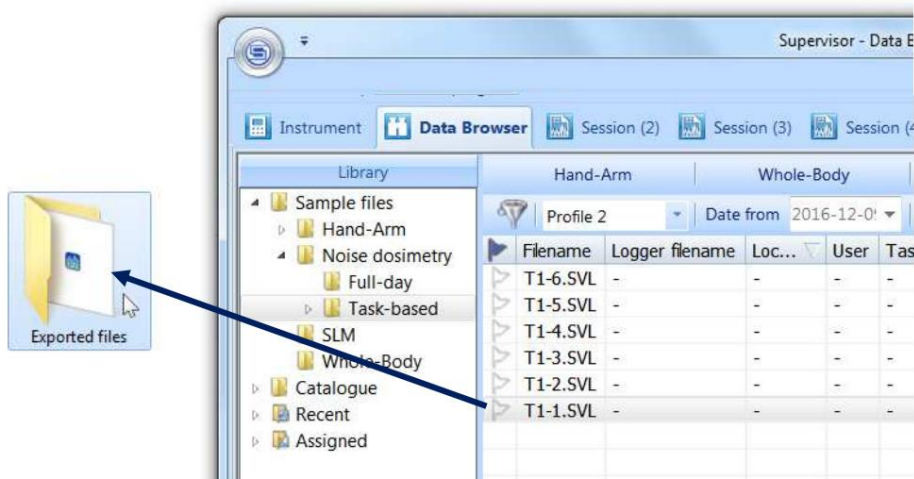 Supervisor - Data B
Instrument
Data Browser
Session (2)
Session (3)
Session (4
Library
Hand-Arm
Whole-Body
Sample files
Hand-Arm
Noise dosimetry
Full-day
Task-based
SLM
Whole-Body
Catalogue
Recent
Assigned
Profile 2
Date from
2016-12-0
Filename Logger filename Loc... User Tas
T1-6.SVL - - - -
T1-5.SVL - - - -
T1-4.SVL - - - -
T1-3.SVL - - - -
T1-2.SVL - - - -
T1-1.SVL - - - -
Exported files